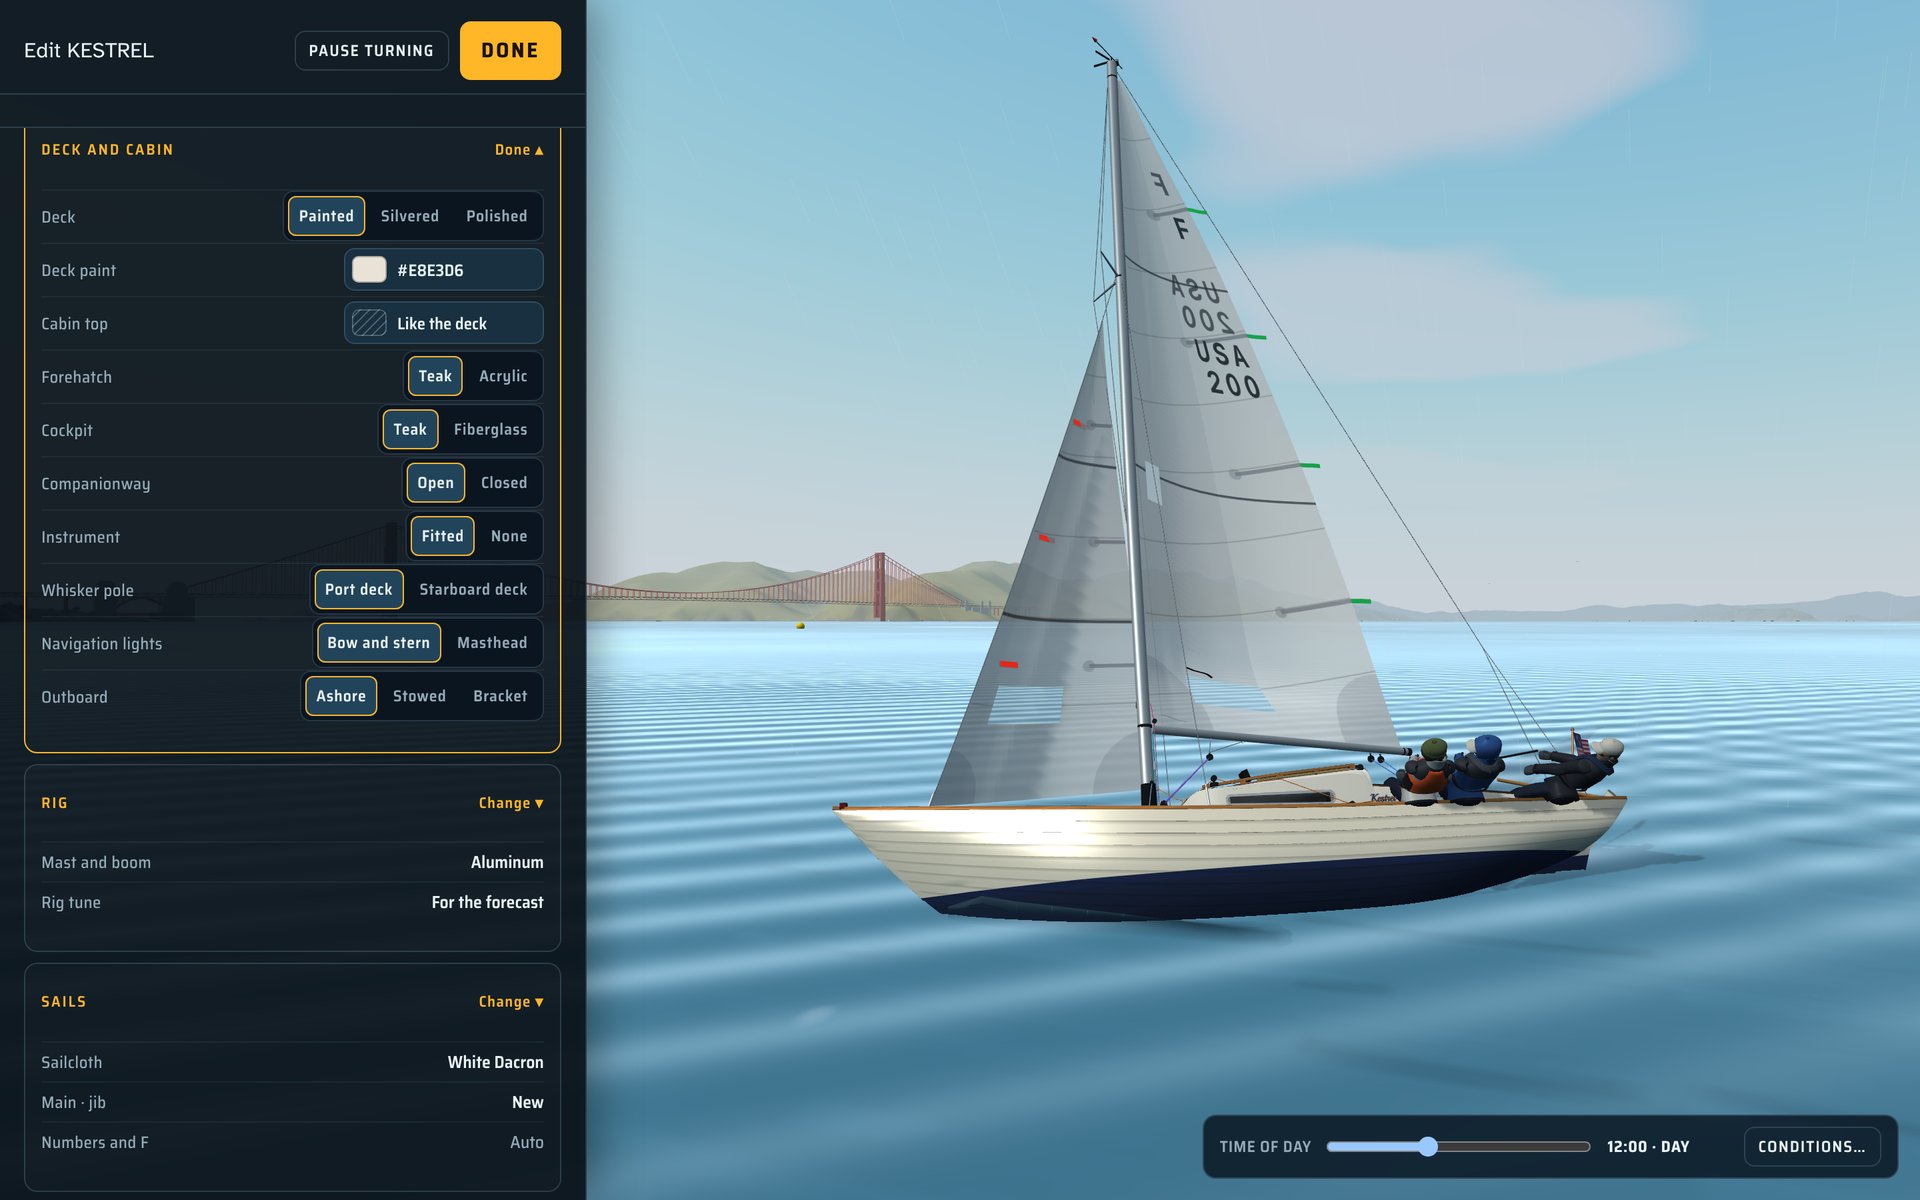 Edit KESTREL
PAUSE TURNING
DONE
DECK AND CABIN
Done ▲
Deck
Painted Silvered Polished
Deck paint
#E8E3D6
Cabin top
Like the deck
Forehatch
Teak Acrylic
Cockpit
Teak Fiberglass
Companionway
Open Closed
Instrument
Fitted None
Whisker pole
Port deck Starboard deck
Navigation lights
Bow and stern Masthead
Outboard
Ashore Stowed Bracket
RIG
Change ▼
Mast and boom
Aluminum
Rig tune
For the forecast
SAILS
Change ▼
Sailcloth
White Dacron
Main · jib
New
Numbers and F
Auto
F
F
USA
200
USA
200
Kestrel
TIME OF DAY
12:00 · DAY
CONDITIONS...